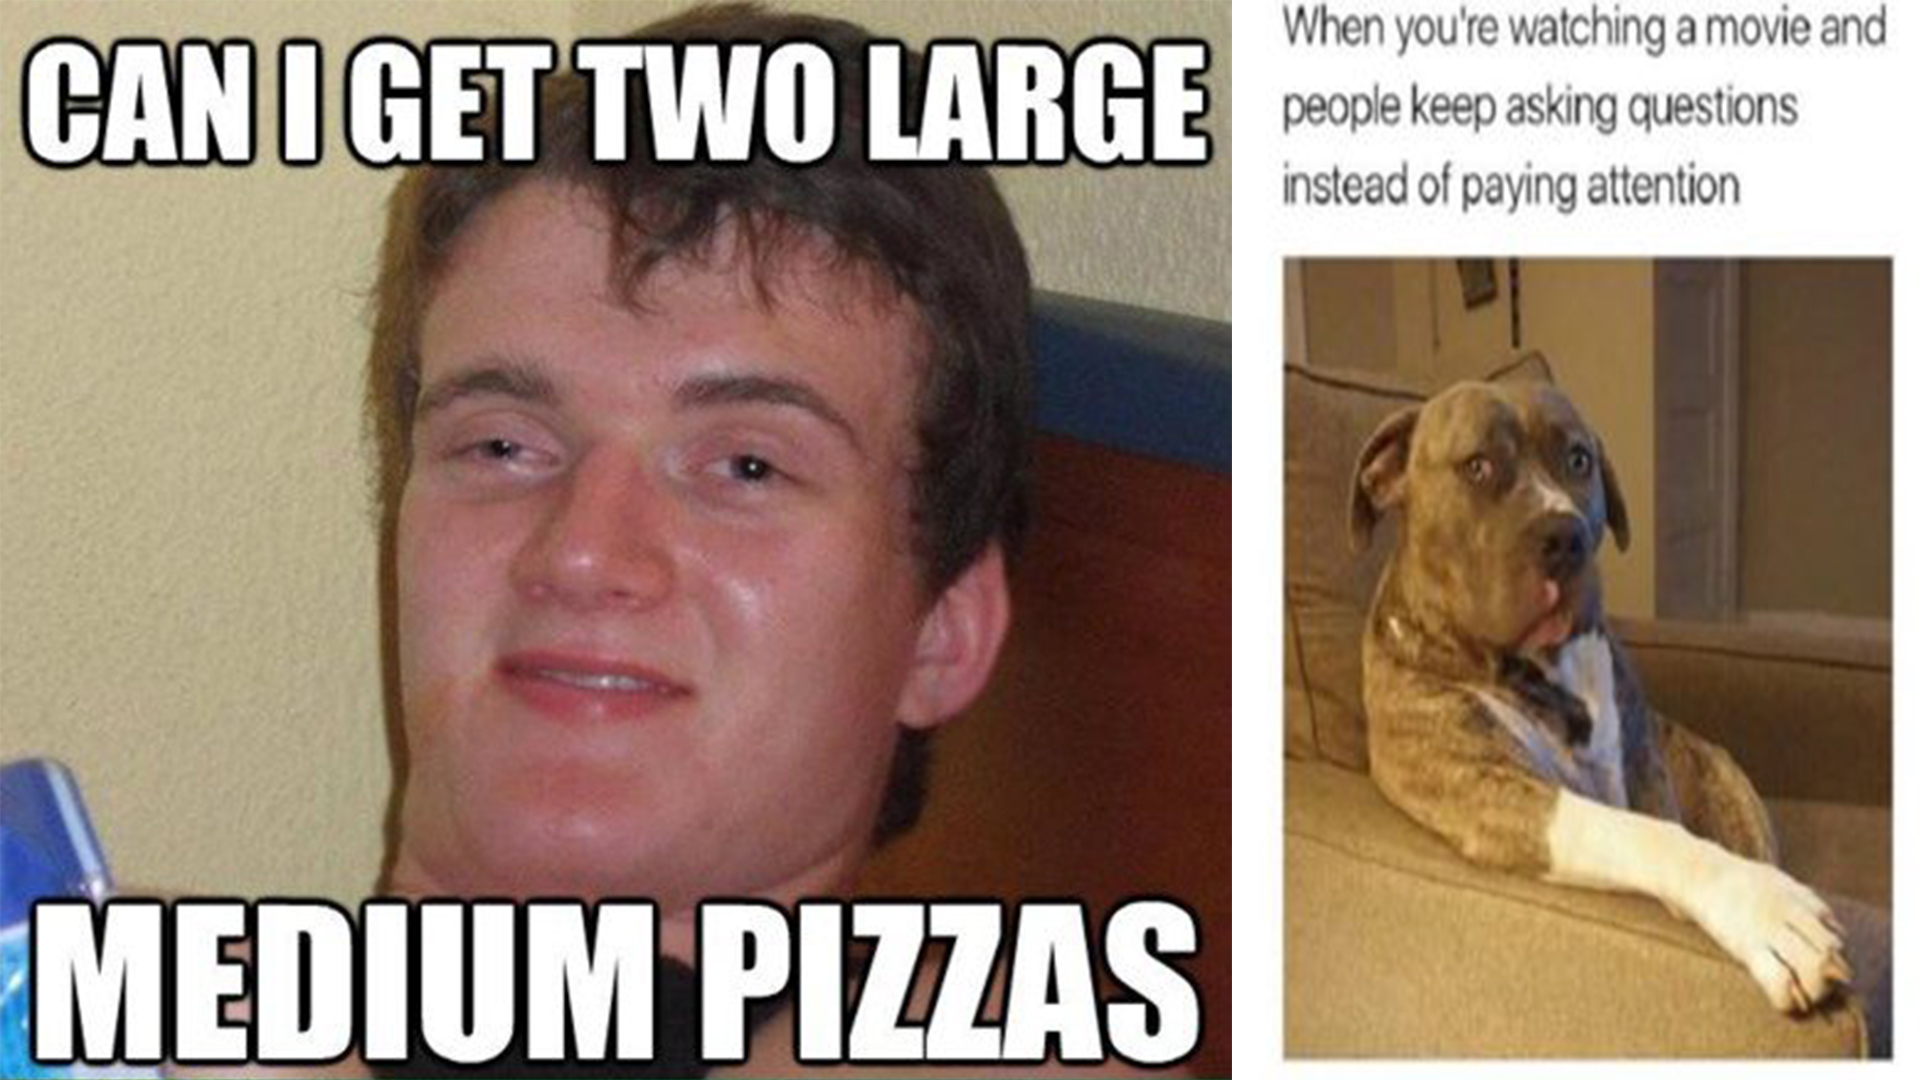 CAN I GET TWO LARGE
MEDIUM PIZZAS
When you're watching a movie and
people keep asking questions
instead of paying attention